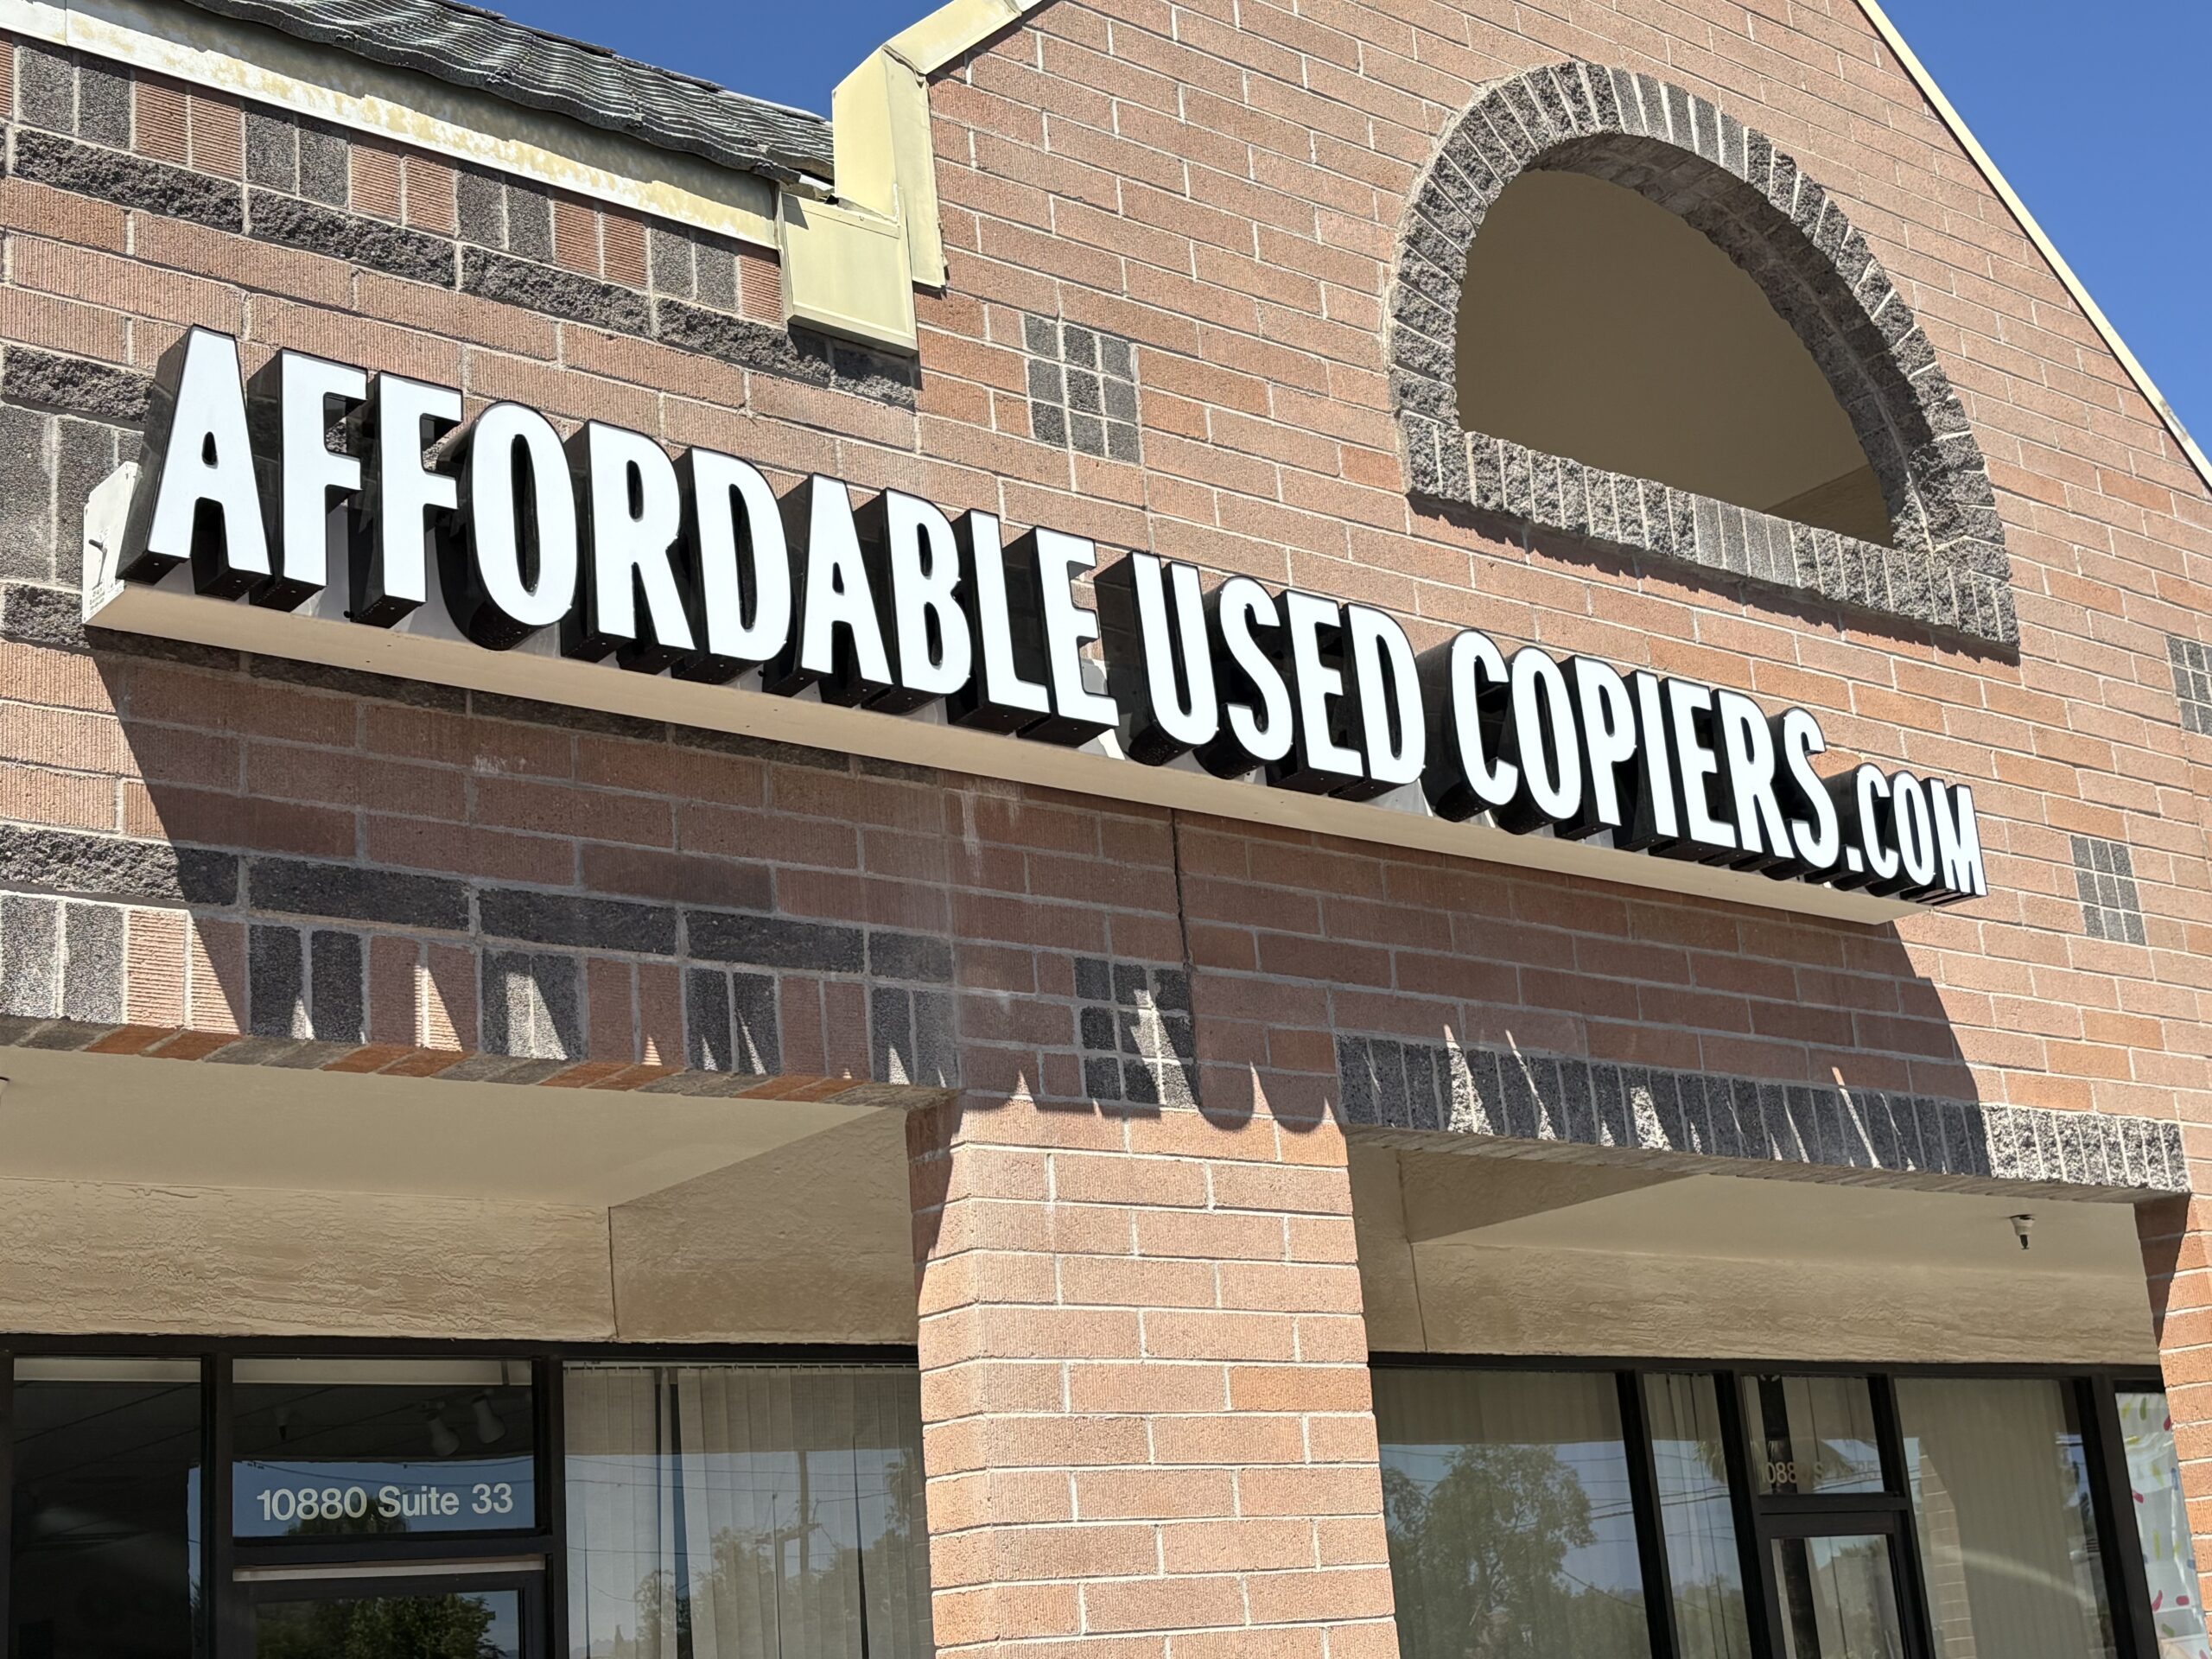 AFFORDABLE USED COPIERS.COM
10880 Suite 33